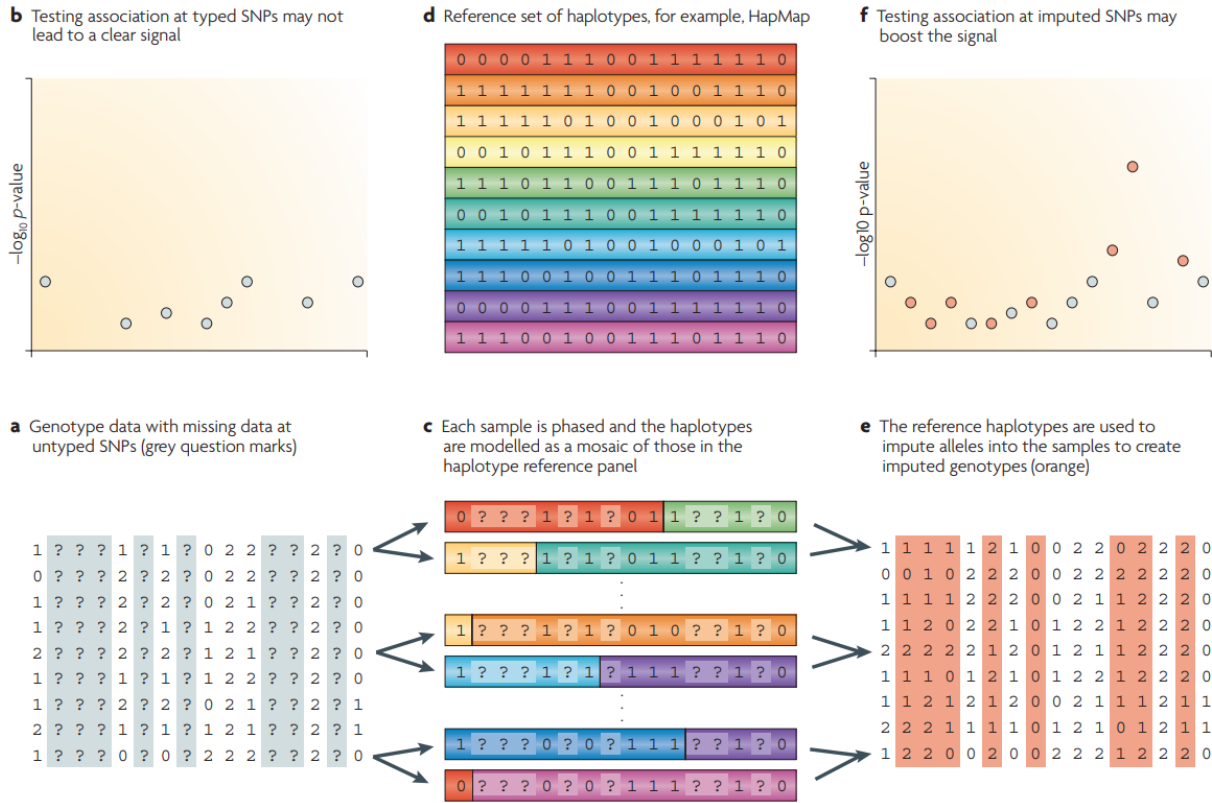 b Testing association at typed SNPs may not
lead to a clear signal
–log10 p-value
d Reference set of haplotypes, for example, HapMap
0 0 0 0 1 1 1 0 0 1 1 1 1 1 1 0
1 1 1 1 1 1 1 0 0 1 0 0 1 1 1 0
1 1 1 1 1 0 1 0 0 1 0 0 0 1 0 1
0 0 1 0 1 1 1 0 0 1 1 1 1 1 1 0
1 1 1 0 1 1 0 0 1 1 1 0 1 1 1 0
0 0 1 0 1 1 1 0 0 1 1 1 1 1 1 0
1 1 1 1 1 0 1 0 0 1 0 0 0 1 0 1
1 1 1 0 0 1 0 0 1 1 1 0 1 1 1 0
0 0 0 0 1 1 1 0 0 1 1 1 1 1 1 0
1 1 1 0 0 1 0 0 1 1 1 0 1 1 1 0
f Testing association at imputed SNPs may
boost the signal
–log10 p-value
a Genotype data with missing data at
untyped SNPs (grey question marks)
1 ? ? ? 1 ? 1 ? 0 2 2 ? ? 2 ? 0
0 ? ? ? 2 ? 2 ? 0 2 2 ? ? 2 ? 0
1 ? ? ? 2 ? 2 ? 0 2 1 ? ? 2 ? 0
1 ? ? ? 2 ? 1 ? 1 2 2 ? ? 2 ? 0
2 ? ? ? 2 ? 2 ? 1 2 1 ? ? 2 ? 0
1 ? ? ? 1 ? 1 ? 1 2 1 ? ? 2 ? 0
1 ? ? ? 2 ? 2 ? 0 2 1 ? ? 2 ? 1
2 ? ? ? 1 ? 1 ? 1 2 1 ? ? 2 ? 1
1 ? ? ? 0 ? 0 ? 2 2 2 ? ? 2 ? 0
c Each sample is phased and the haplotypes
are modelled as a mosaic of those in the
haplotype reference panel
0 ? ? ? 1 ? 1 ? 0 1 1 ? ? 1 ? 0
1 ? ? ? 1 ? 1 ? 0 1 1 ? ? 1 ? 0
1 ? ? ? 1 ? 1 ? 0 1 0 ? ? 1 ? 0
1 ? ? ? 1 ? 1 ? 1 1 1 ? ? 1 ? 0
1 ? ? ? 0 ? 0 ? 1 1 1 ? ? 1 ? 0
0 ? ? ? 0 ? 0 ? 1 1 1 ? ? 1 ? 0
e The reference haplotypes are used to
impute alleles into the samples to create
imputed genotypes (orange)
1 1 1 1 1 2 1 0 0 2 2 0 2 2 2 0
0 0 1 0 2 2 2 0 0 2 2 2 2 2 2 0
1 1 1 1 2 2 2 0 0 2 1 1 2 2 2 0
1 1 2 0 2 2 1 0 1 2 2 1 2 2 2 0
2 2 2 2 2 1 2 0 1 2 1 1 2 2 2 0
1 1 1 0 1 2 1 0 1 2 1 1 2 2 2 0
1 1 2 1 2 1 2 0 0 2 1 1 1 2 1 1
2 2 2 1 1 1 1 0 1 2 1 0 1 2 1 1
1 2 2 0 0 2 0 0 2 2 2 1 2 2 2 0